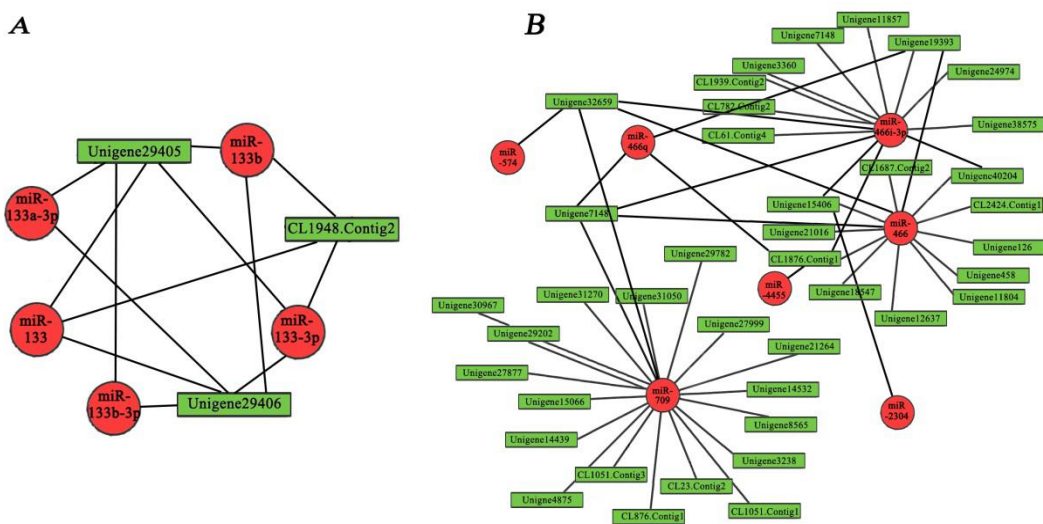 A
Unigene29405
miR-
133b
miR-
133a-3p
CL1948.Contig2
miR-
133
miR-
133-3p
miR-
133b-3p
Unigene29406
B
Unigene11857
Unigene7148
Unigene19393
Unigene3360
Unigene24974
CL1939.Contig2
Unigene32659
CL782.Contig2
miR-
466i-3p
Unigene38575
miR
-574
miR-
466q
CL61.Contig4
CL1687.Contig2
Unigene40204
Unigene15406
CL2424.Contig1
Unigene7148
miR-
466
Unigene21016
Unigene126
Unigene29782
CL1876.Contig1
Unigene458
miR
-4455
Unigene18547
Unigene11804
Unigene31270
Unigene31050
Unigene30967
Unigene12637
Unigene27999
Unigene29202
Unigene21264
Unigene27877
miR-
709
Unigene14532
Unigene15066
miR
-2304
Unigene8565
Unigene14439
Unigene3238
CL1051.Contig3
CL23.Contig2
Unigne4875
CL876.Contig1
CL1051.Contig1